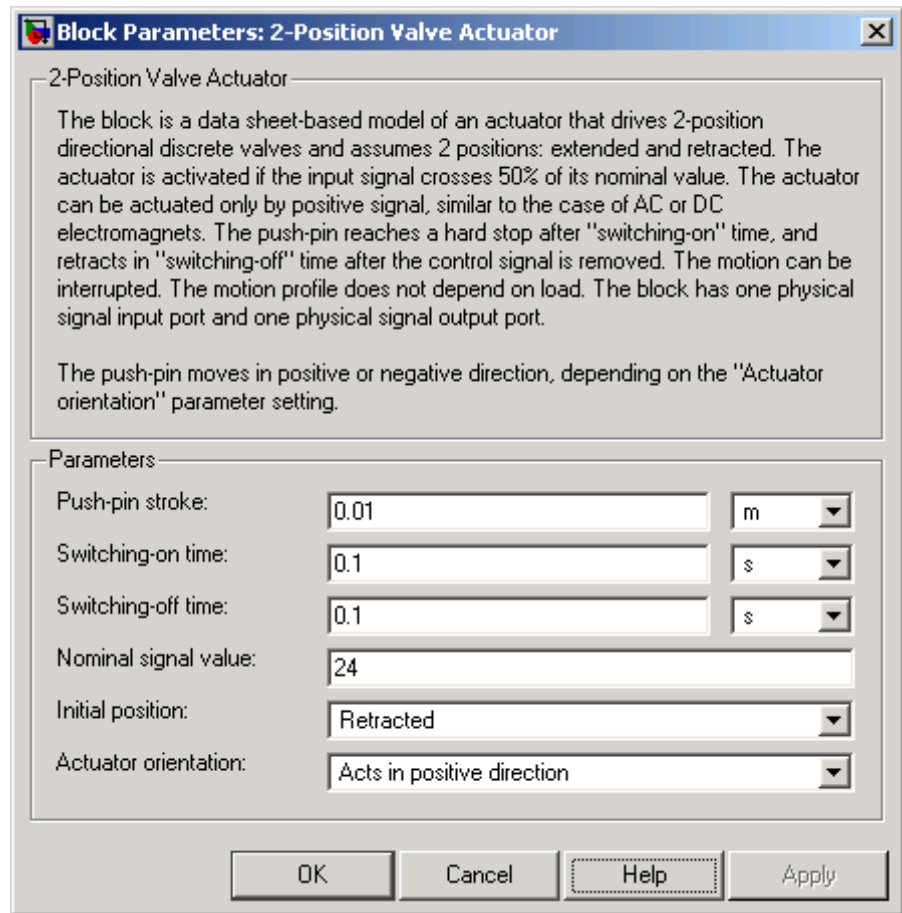 Block Parameters: 2-Position Valve Actuator
2-Position Valve Actuator
The block is a data sheet-based model of an actuator that drives 2-position
directional discrete valves and assumes 2 positions: extended and retracted. The
actuator is activated if the input signal crosses 50% of its nominal value. The actuator
can be actuated only by positive signal, similar to the case of AC or DC
electromagnets. The push-pin reaches a hard stop after "switching-on" time, and
retracts in "switching-off" time after the control signal is removed. The motion can be
interrupted. The motion profile does not depend on load. The block has one physical
signal input port and one physical signal output port.
The push-pin moves in positive or negative direction, depending on the "Actuator
orientation" parameter setting.
Parameters
Push-pin stroke: 0.01 m
Switching-on time: 0.1 s
Switching-off time: 0.1 s
Nominal signal value: 24
Initial position: Retracted
Actuator orientation: Acts in positive direction
OK Cancel Help Apply